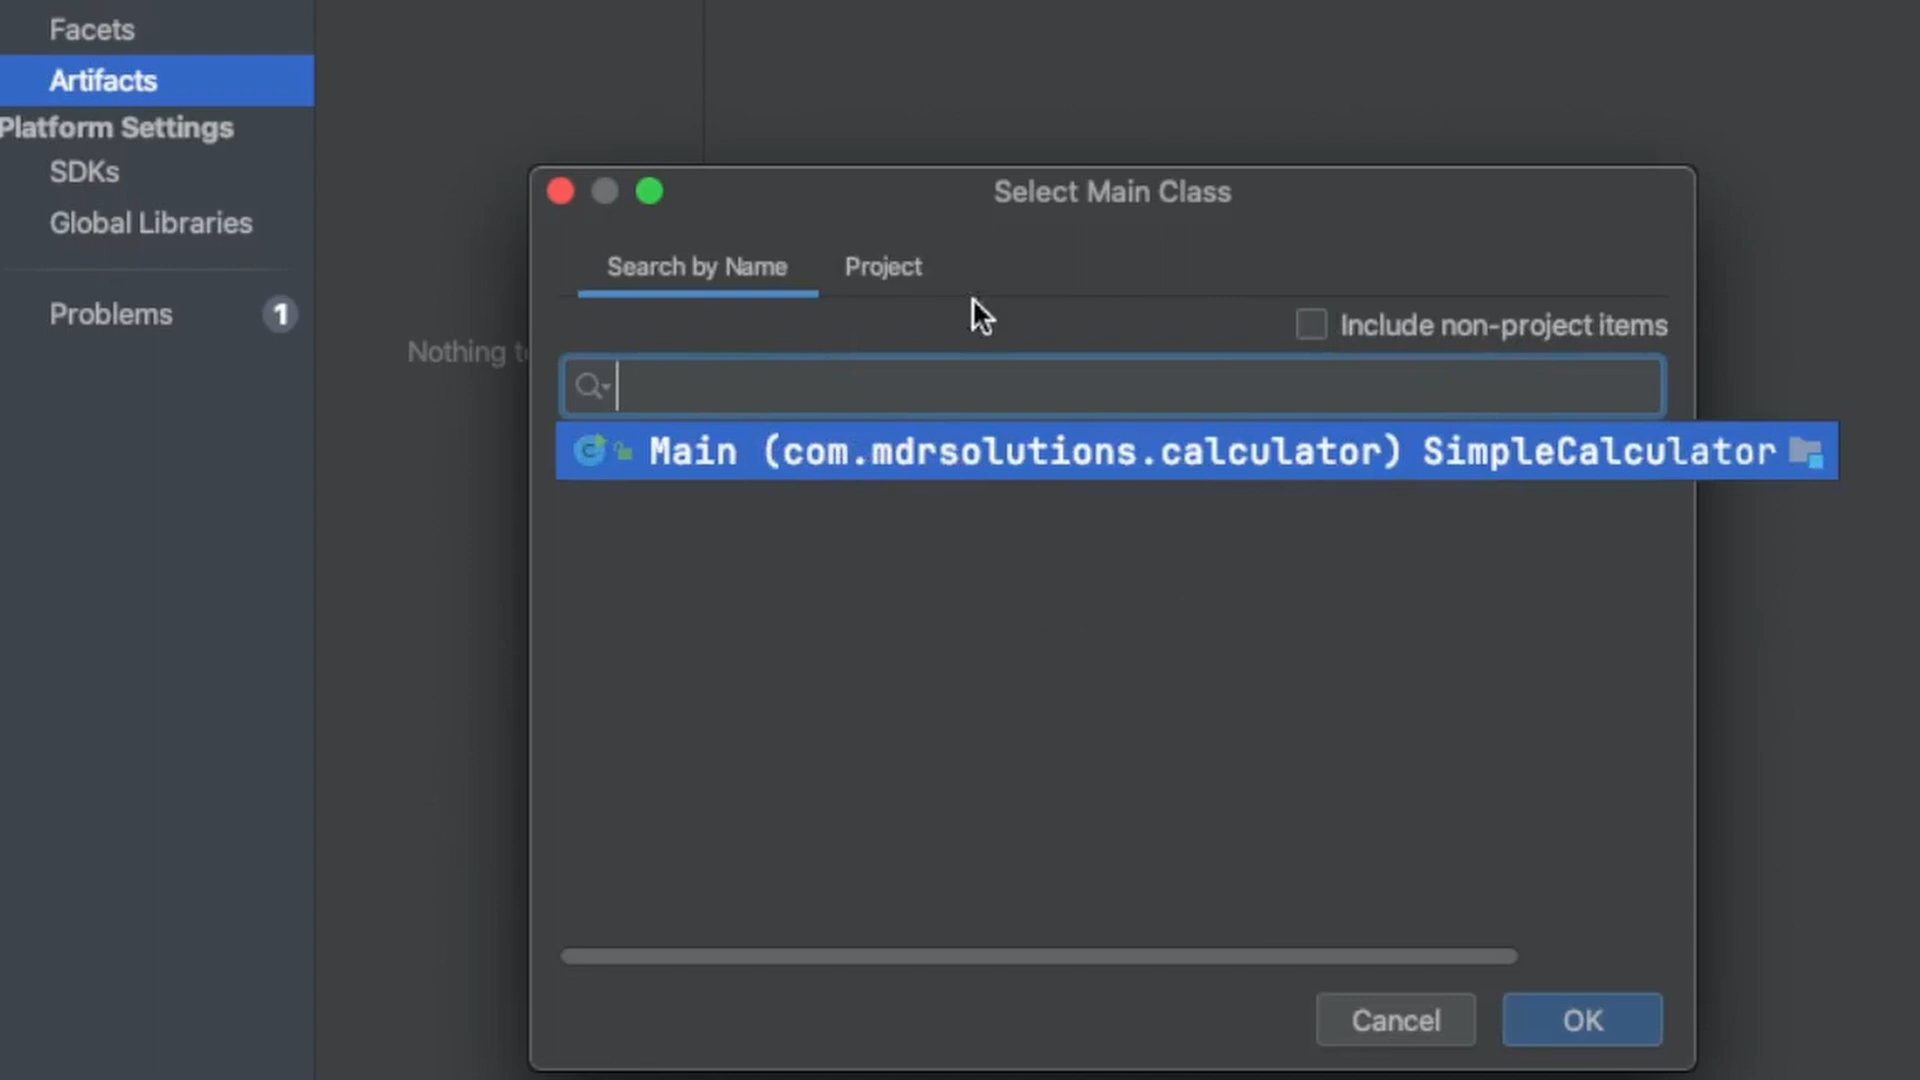 Facets
Artifacts
Platform Settings
SDKs
Global Libraries
Problems 1
Nothing
Select Main Class
Search by Name Project
Include non-project items
Main (com.mdrsolutions.calculator) SimpleCalculator
Cancel OK